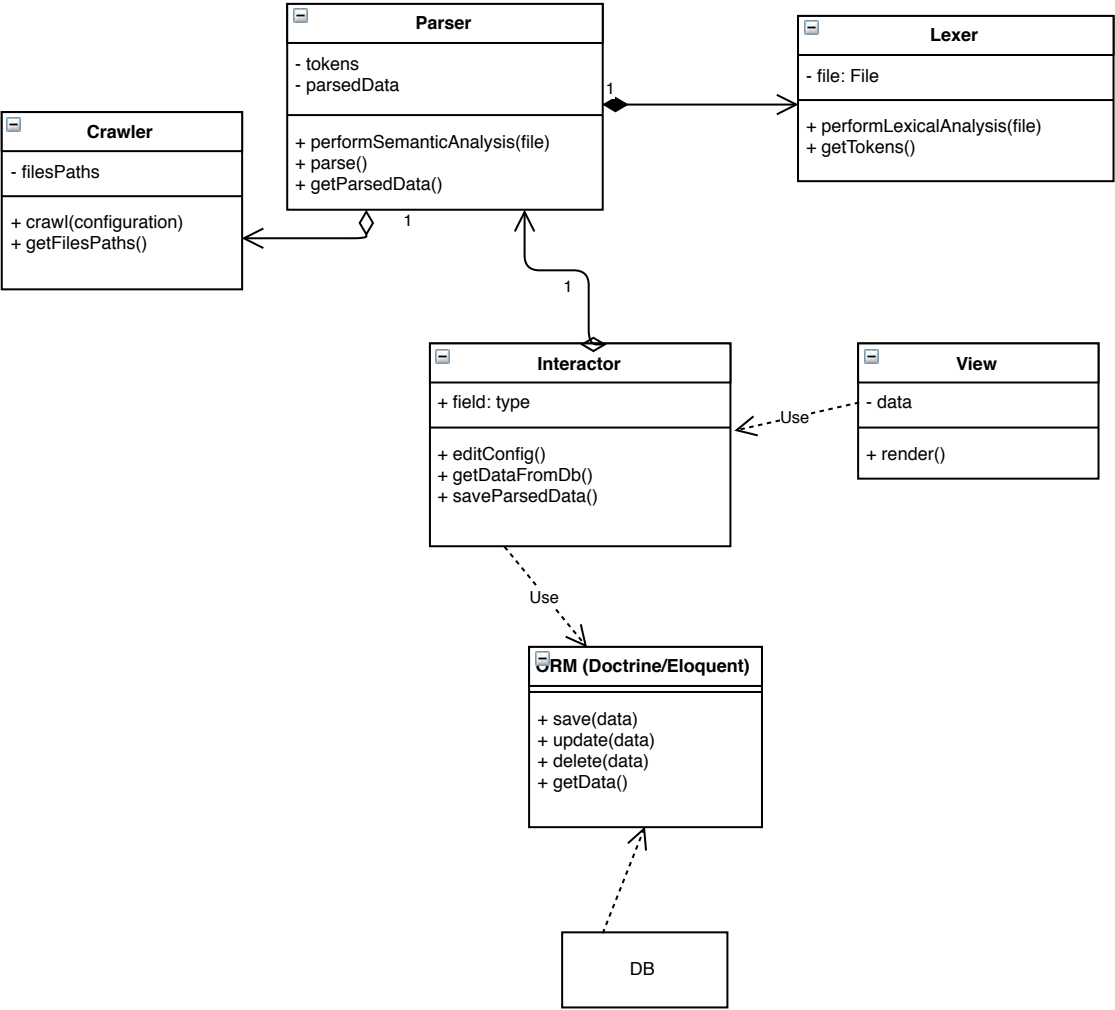 Parser
- tokens
- parsedData
+ performSemanticAnalysis(file)
+ parse()
+ getParsedData()
1
Lexer
- file: File
+ performLexicalAnalysis(file)
+ getTokens()
Crawler
- filesPaths
+ crawl(configuration)
+ getFilesPaths()
1
1
Interactor
+ field: type
+ editConfig()
+ getDataFromDb()
+ saveParsedData()
Use
View
- data
+ render()
Use
ORM (Doctrine/Eloquent)
+ save(data)
+ update(data)
+ delete(data)
+ getData()
DB